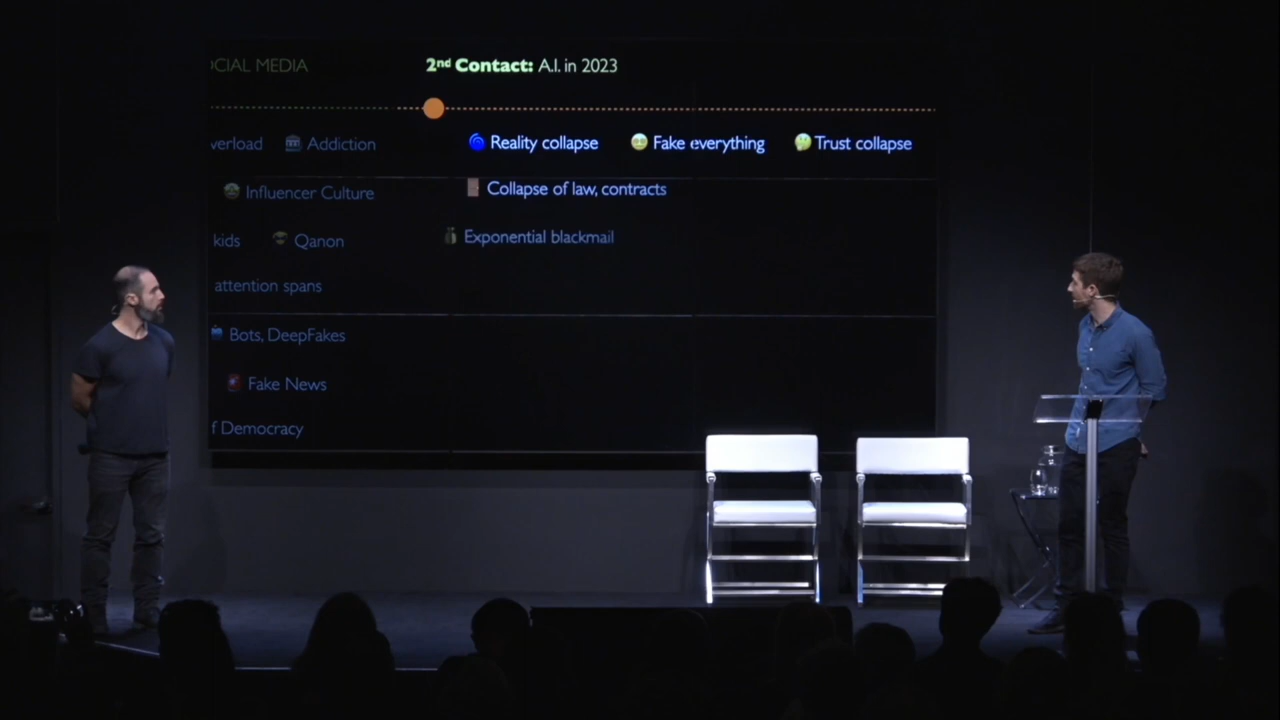 CIAL MEDIA
2nd Contact: A.I. in 2023
verload Addiction Reality collapse Fake everything Trust collapse
Influencer Culture Collapse of law, contracts
kids Qanon Exponential blackmail
attention spans
Bots, DeepFakes
Fake News
f Democracy